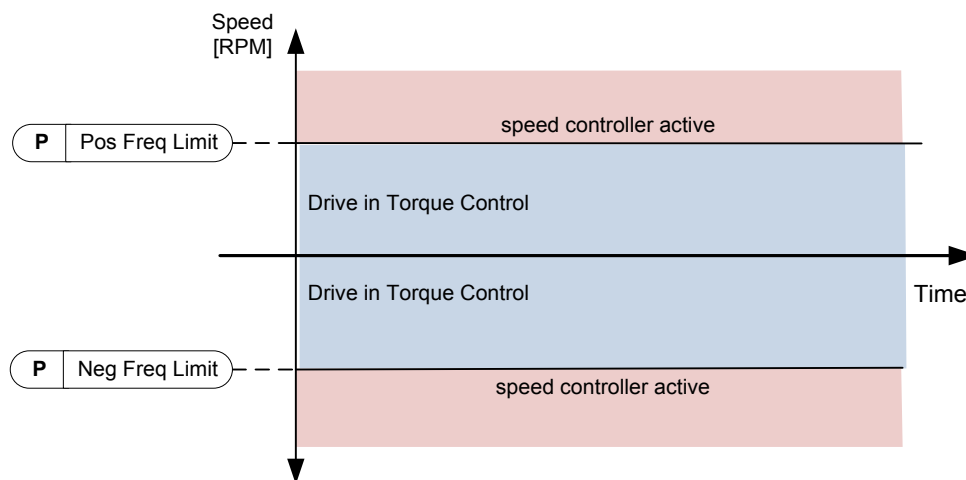 Speed
[RPM]
speed controller active
P Pos Freq Limit
Drive in Torque Control
Drive in Torque Control
Time
P Neg Freq Limit
speed controller active